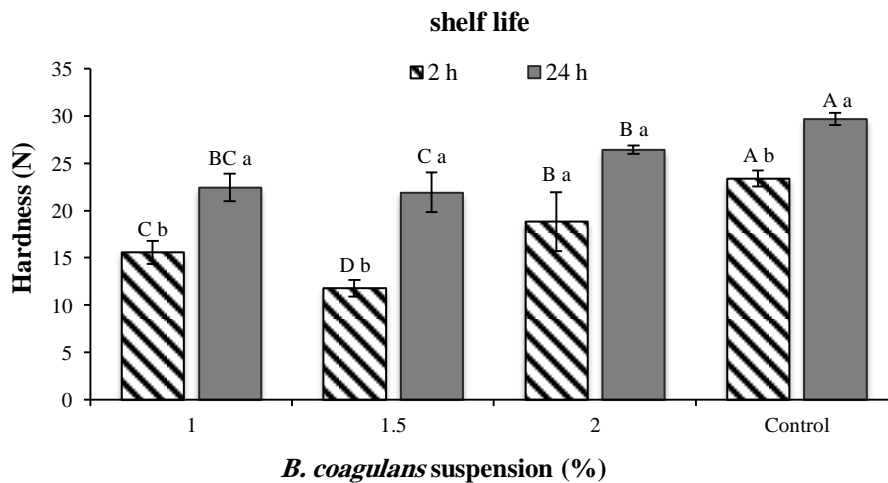 shelf life
2 h 24 h
Hardness (N)
35
30
25
20
15
10
5
0
C b
BC a
D b
C a
B a
B a
A b
A a
1 1.5 2 Control
B. coagulans suspension (%)